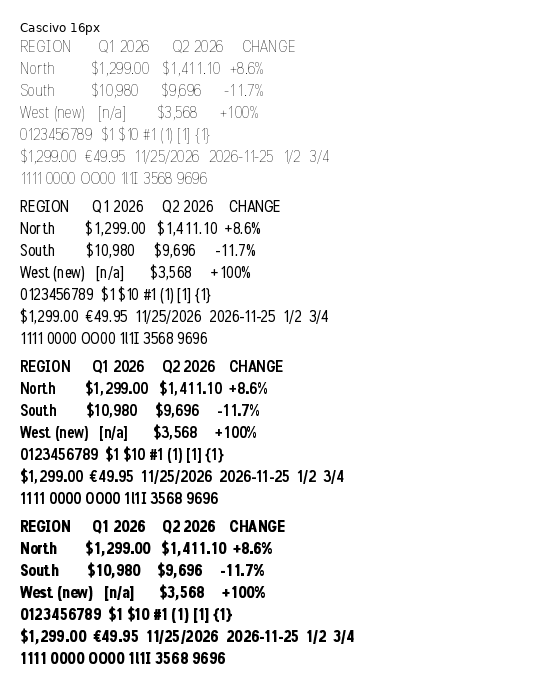 Cascivo 16px
REGION Q1 2026 Q2 2026 CHANGE
North $1,299.00 $1,411.10 +8.6%
South $10,980 $9,696 -11.7%
West (new) [n/a] $3,568 +100%
0123456789 $1 $10 #1 (1) [1] {1}
$1,299.00 €49.95 11/25/2026 2026-11-25 1/2 3/4
1111 0000 OO00 1l1I 3568 9696
REGION Q1 2026 Q2 2026 CHANGE
North $1,299.00 $1,411.10 +8.6%
South $10,980 $9,696 -11.7%
West (new) [n/a] $3,568 +100%
0123456789 $1 $10 #1 (1) [1] {1}
$1,299.00 €49.95 11/25/2026 2026-11-25 1/2 3/4
1111 0000 OO00 1l1I 3568 9696
REGION Q1 2026 Q2 2026 CHANGE
North $1,299.00 $1,411.10 +8.6%
South $10,980 $9,696 -11.7%
West (new) [n/a] $3,568 +100%
0123456789 $1 $10 #1 (1) [1] {1}
$1,299.00 €49.95 11/25/2026 2026-11-25 1/2 3/4
1111 0000 OO00 1l1I 3568 9696
REGION Q1 2026 Q2 2026 CHANGE
North $1,299.00 $1,411.10 +8.6%
South $10,980 $9,696 -11.7%
West (new) [n/a] $3,568 +100%
0123456789 $1 $10 #1 (1) [1] {1}
$1,299.00 €49.95 11/25/2026 2026-11-25 1/2 3/4
1111 0000 OO00 1l1I 3568 9696